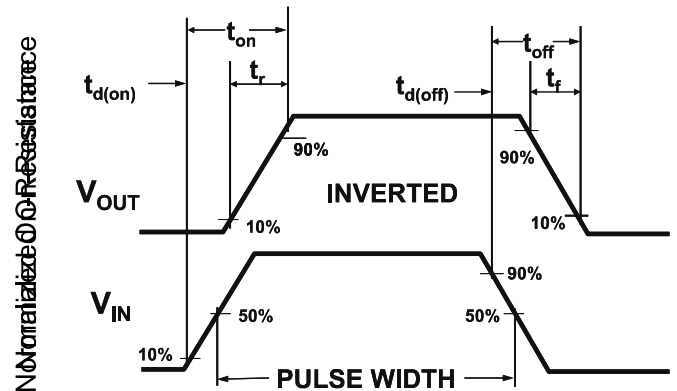 ton
toff
tr
tf
td(on)
td(off)
90%
90%
VOUT
INVERTED
10%
10%
VIN
90%
50%
50%
10%
PULSE WIDTH